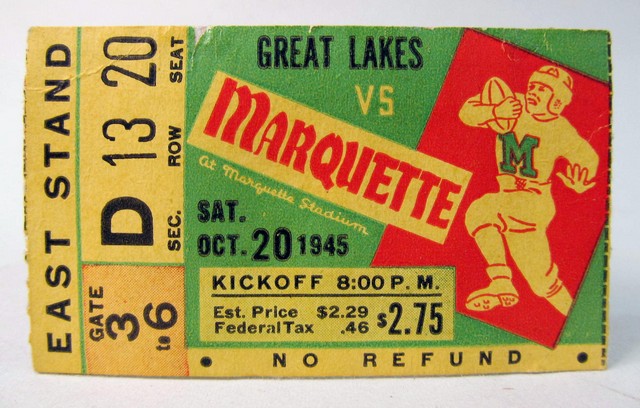 EAST STAND
SEC. ROW SEAT
D 13 20
GATE
3 to 6
GREAT LAKES
VS
MARQUETTE
At Marquette Stadium
M
SAT.
OCT. 20 1945
KICKOFF 8:00 P. M.
Est. Price $2.29
Federal Tax .46
$2.75
• NO REFUND •